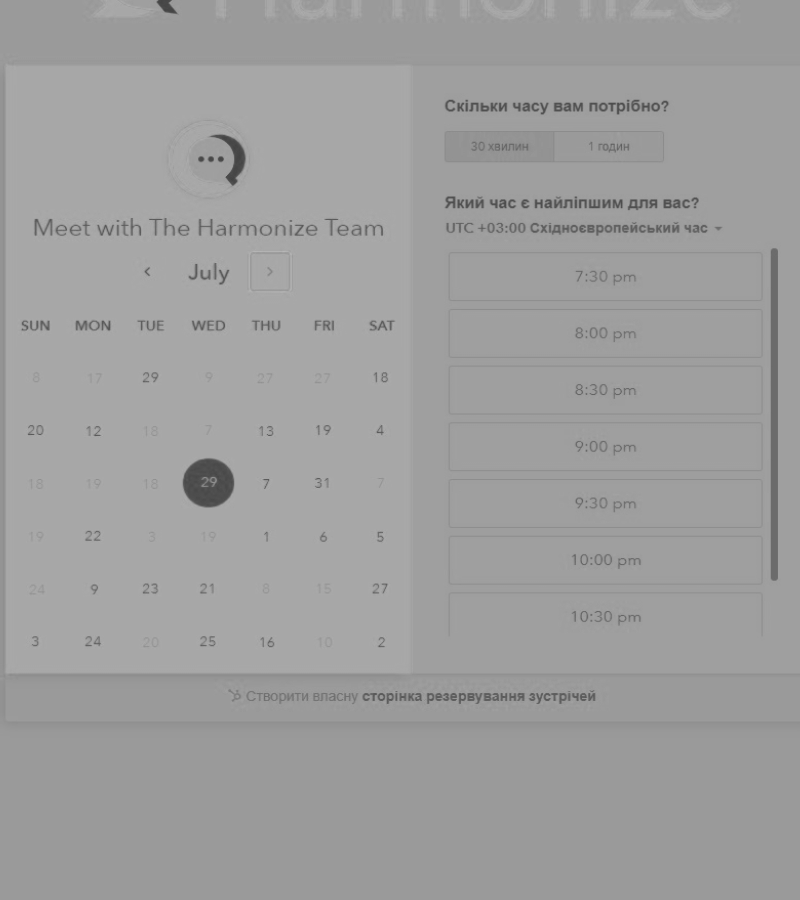 Harmonize
Meet with The Harmonize Team
July
SUN MON TUE WED THU FRI SAT
8 17 29 9 27 27 18
20 12 18 7 13 19 4
18 19 18 29 7 31 7
19 22 3 19 1 6 5
24 9 23 21 8 15 27
3 24 20 25 16 10 2
Скільки часу вам потрібно?
30 хвилин 1 годин
Який час є найліпшим для вас?
UTC +03:00 Східноєвропейський час
7:30 pm
8:00 pm
8:30 pm
9:00 pm
9:30 pm
10:00 pm
10:30 pm
Створити власну сторінка резервування зустрічей